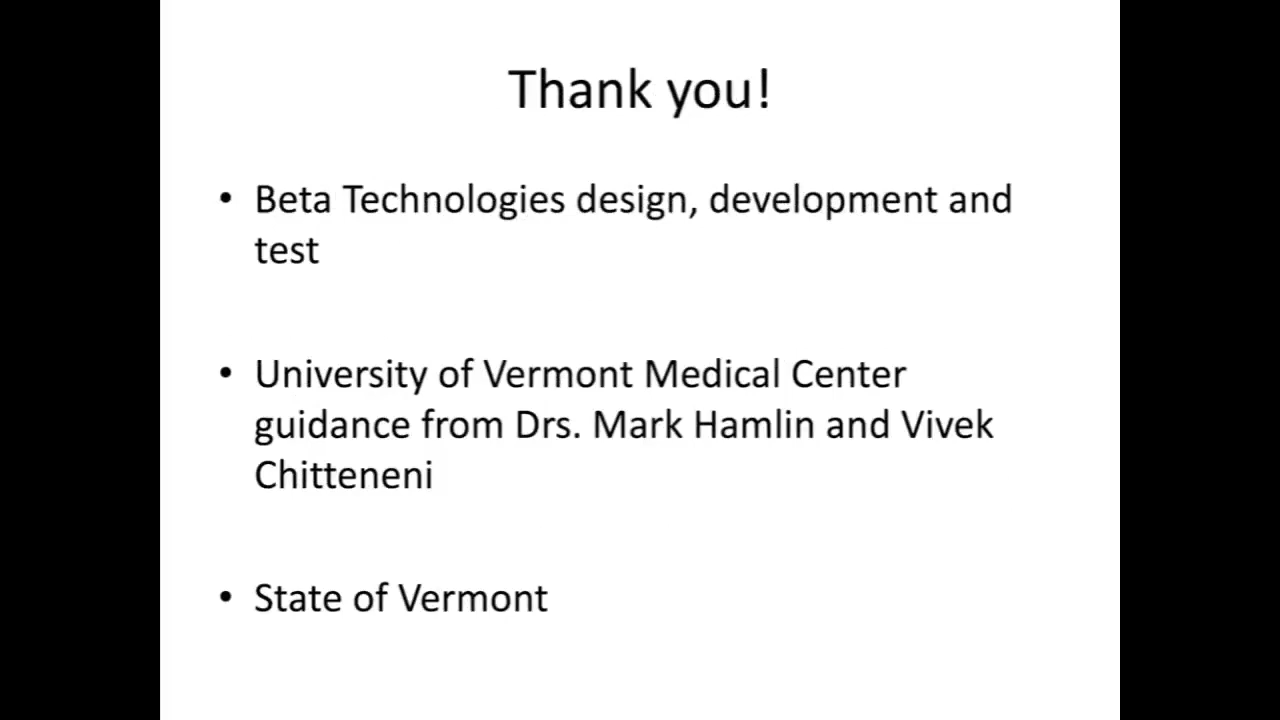 Thank you!
• Beta Technologies design, development and
test
• University of Vermont Medical Center
guidance from Drs. Mark Hamlin and Vivek
Chitteneni
• State of Vermont